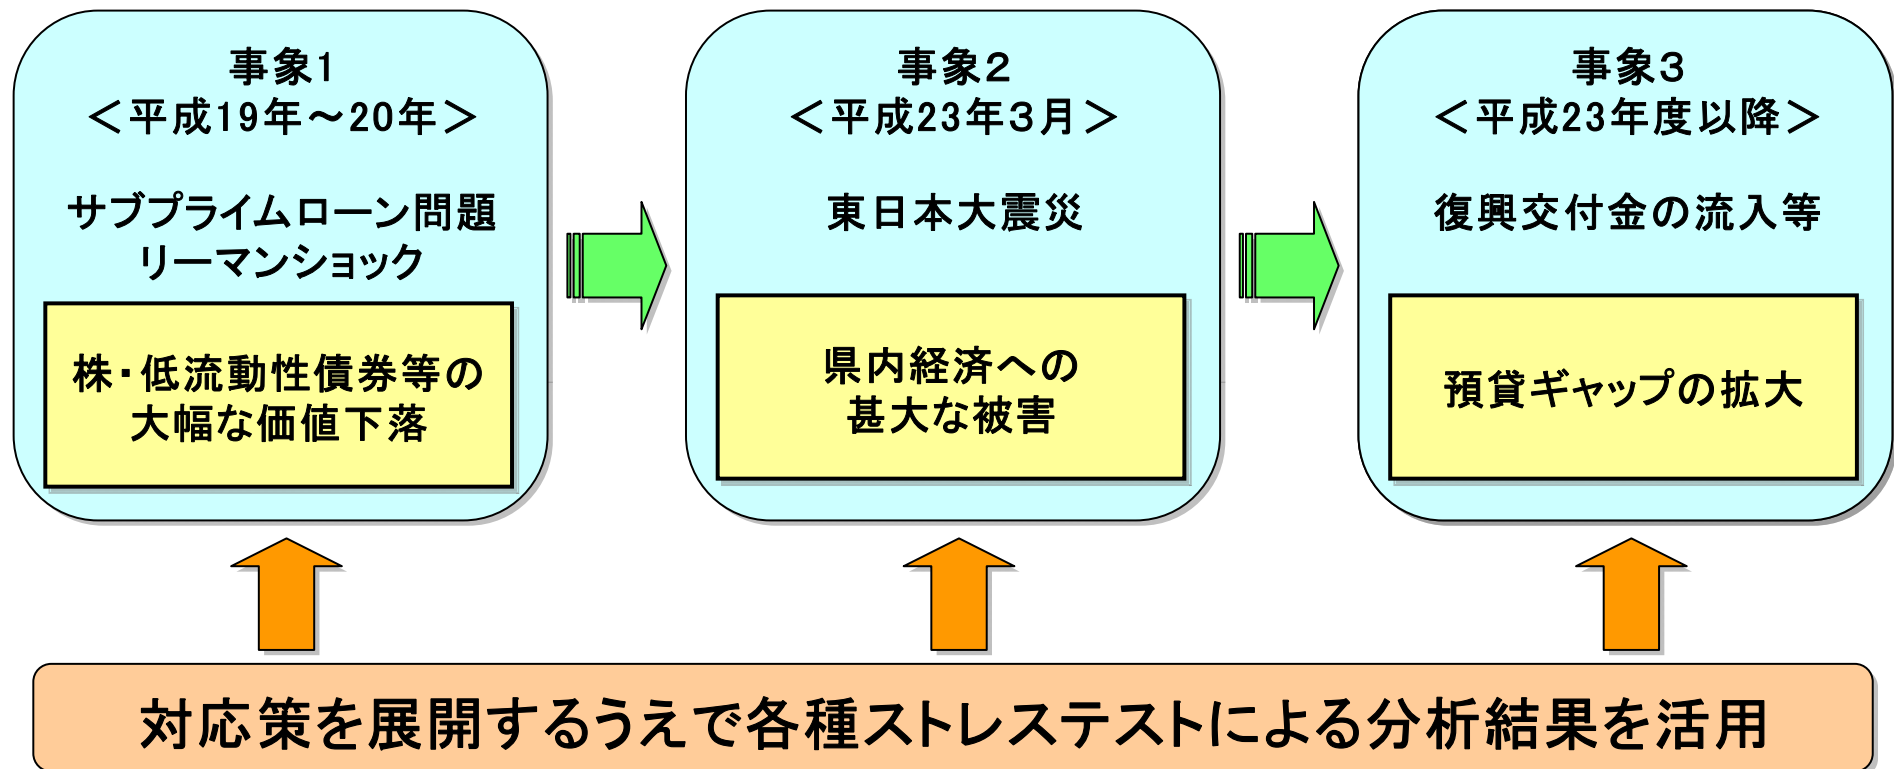 事象1
＜平成19年～20年＞
サブプライムローン問題
リーマンショック
株・低流動性債券等の
大幅な価値下落
事象２
＜平成23年３月＞
東日本大震災
県内経済への
甚大な被害
事象３
＜平成23年度以降＞
復興交付金の流入等
預貸ギャップの拡大
対応策を展開するうえで各種ストレステストによる分析結果を活用